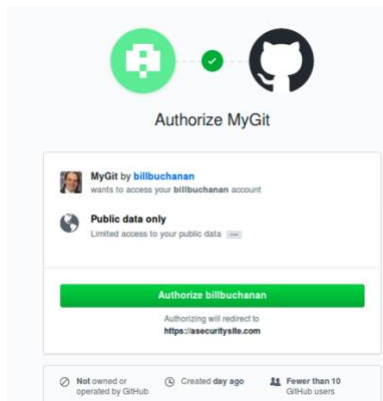 Authorize MyGit
MyGit by billbuchanan
wants to access your billbuchanan account
Public data only
Limited access to your public data ...
Authorize billbuchanan
Authorizing will redirect to
https://asecuritysite.com
Not owned or
operated by GitHub
Created day ago
Fewer than 10
GitHub users